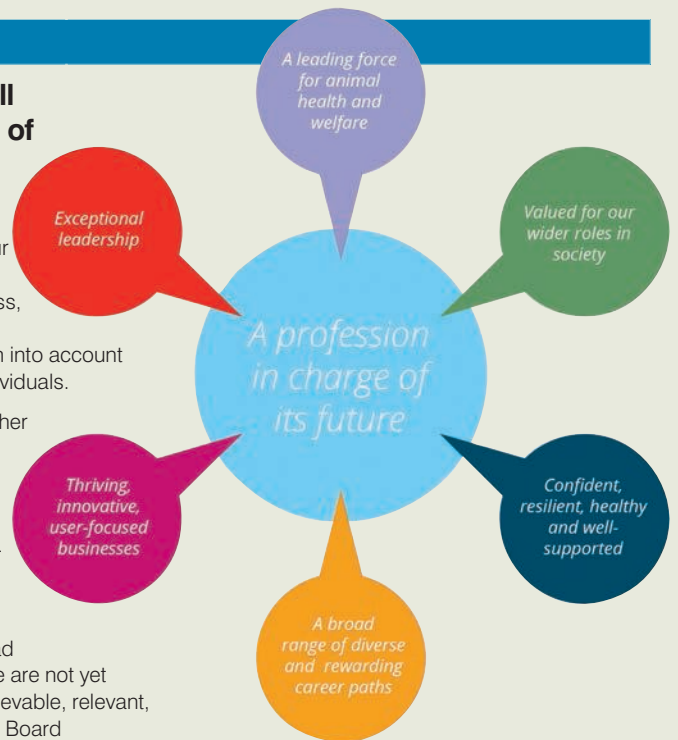 ll
of
ur
ss,
n into account
ividuals.
her
ad
e are not yet
evable, relevant,
Board
A leading force
for animal
health and
welfare
Exceptional
leadership
Valued for our
wider roles in
society
A profession
in charge of
its future
Thriving,
innovative,
user-focused
businesses
Confident,
resilient, healthy
and well-
supported
A broad
range of diverse
and rewarding
career paths